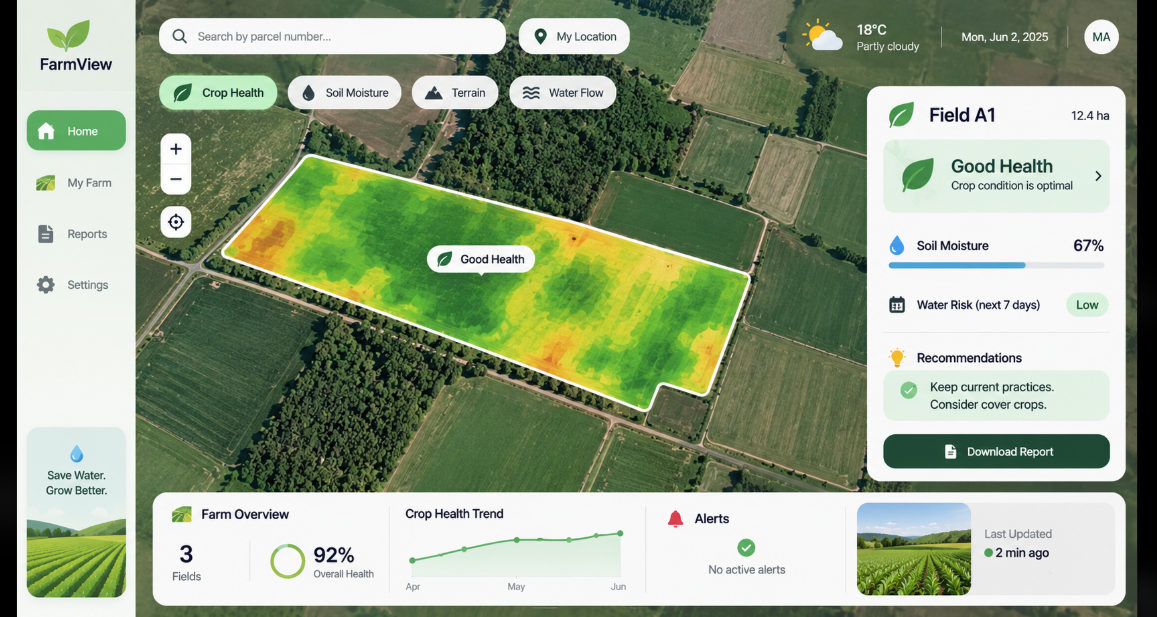 FarmView
Home
My Farm
Reports
Settings
Save Water.
Grow Better.
Search by parcel number...
My Location
18°C
Partly cloudy
Mon, Jun 2, 2025
MA
Crop Health
Soil Moisture
Terrain
Water Flow
+
−
Good Health
Field A1
12.4 ha
Good Health
Crop condition is optimal
Soil Moisture
67%
Water Risk (next 7 days)
Low
Recommendations
Keep current practices.
Consider cover crops.
Download Report
Farm Overview
3
Fields
92%
Overall Health
Crop Health Trend
Apr
May
Jun
Alerts
No active alerts
Last Updated
2 min ago